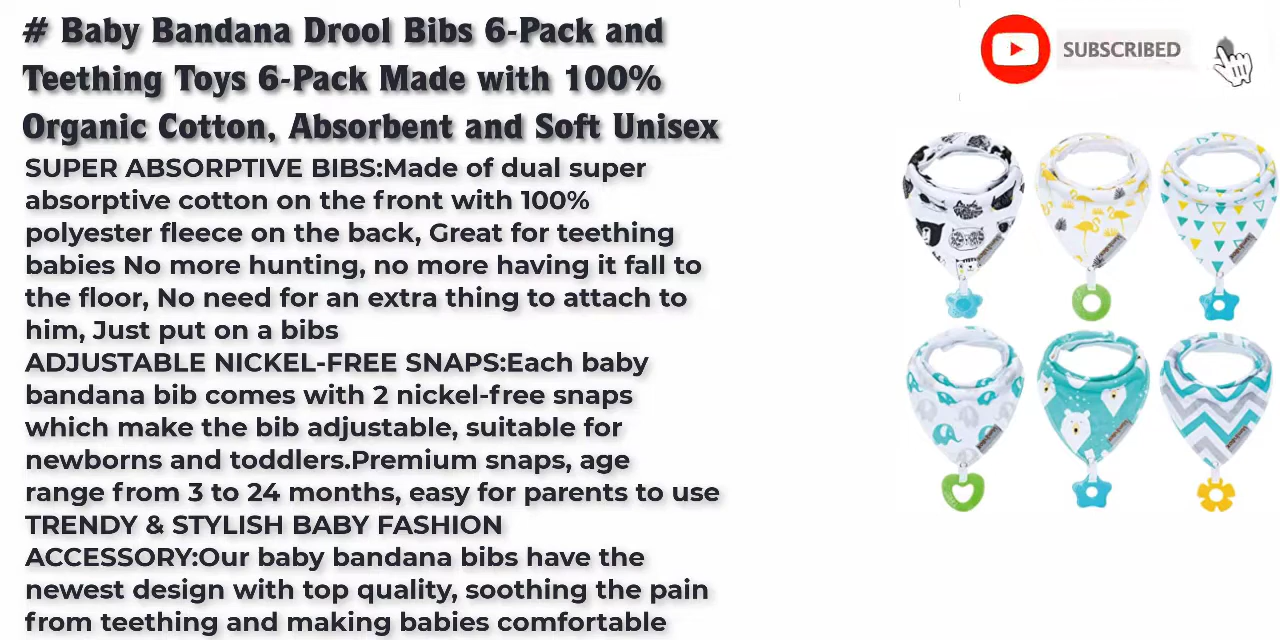 # Baby Bandana Drool Bibs 6-Pack and
Teething Toys 6-Pack Made with 100%
Organic Cotton, Absorbent and Soft Unisex
SUPER ABSORPTIVE BIBS:Made of dual super
absorptive cotton on the front with 100%
polyester fleece on the back, Great for teething
babies No more hunting, no more having it fall to
the floor, No need for an extra thing to attach to
him, Just put on a bibs
ADJUSTABLE NICKEL-FREE SNAPS:Each baby
bandana bib comes with 2 nickel-free snaps
which make the bib adjustable, suitable for
newborns and toddlers.Premium snaps, age
range from 3 to 24 months, easy for parents to use
TRENDY & STYLISH BABY FASHION
ACCESSORY:Our baby bandana bibs have the
newest design with top quality, soothing the pain
from teething and making babies comfortable
SUBSCRIBED